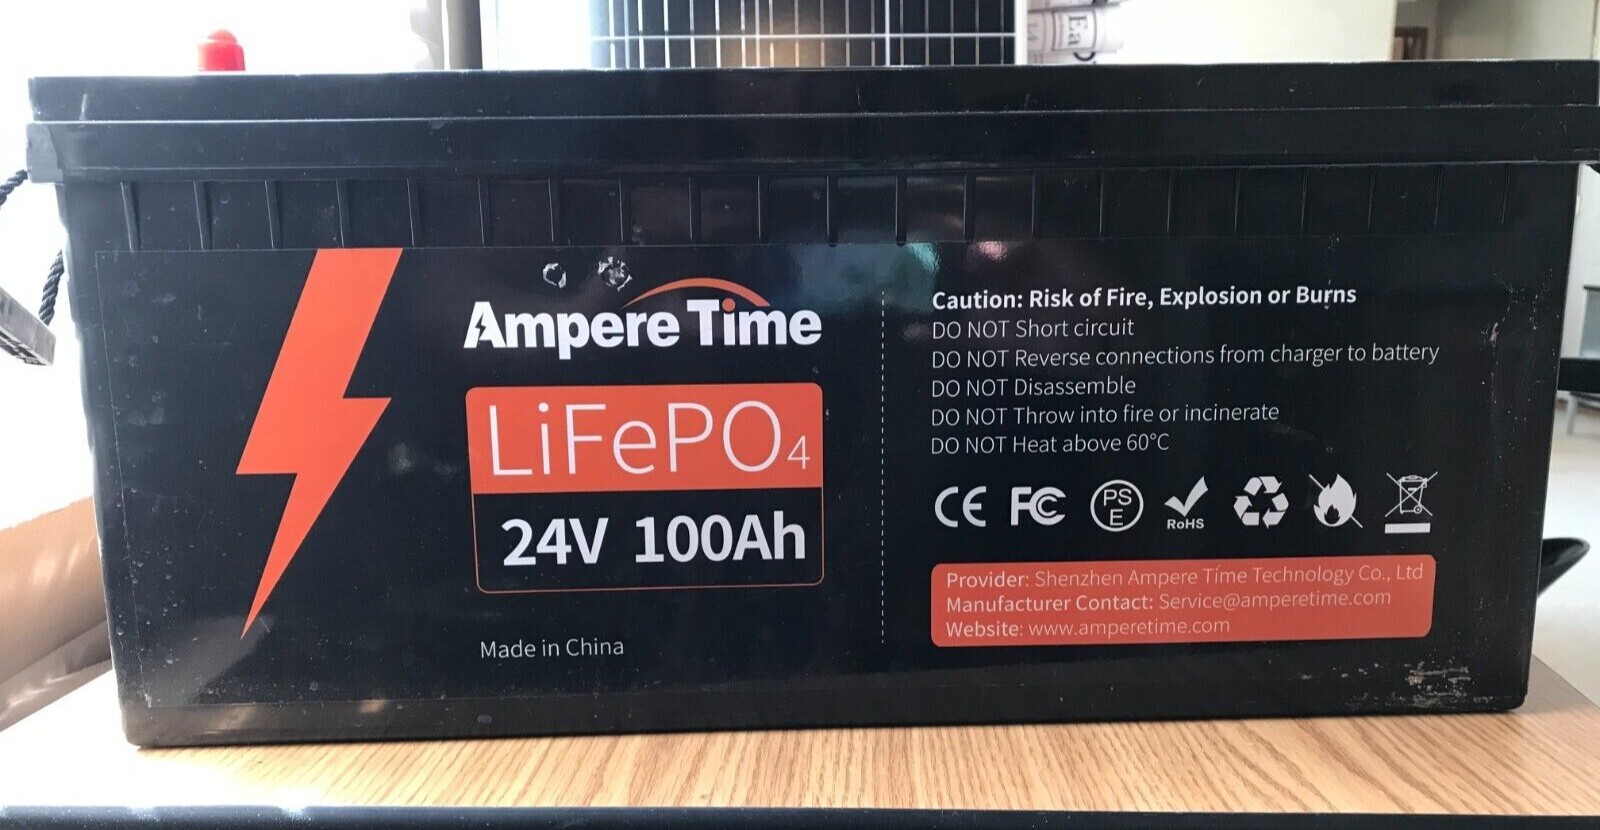 Ea
Ampere Time
LiFePO4
24V 100Ah
Made in China
Caution: Risk of Fire, Explosion or Burns
DO NOT Short circuit
DO NOT Reverse connections from charger to battery
DO NOT Disassemble
DO NOT Throw into fire or incinerate
DO NOT Heat above 60°C
CE FC PS E RoHS
Provider: Shenzhen Ampere Time Technology Co., Ltd
Manufacturer Contact: Service@amperetime.com
Website: www.amperetime.com